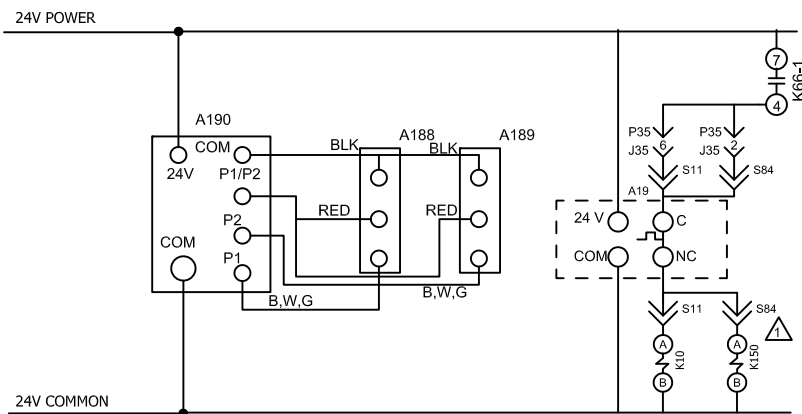 24V POWER
7
K66-1
4
A190
COM
24V
P1/P2
P2
P1
COM
BLK
A188
BLK
A189
RED
RED
B,W,G
B,W,G
P35
6
J35
S11
P35
2
J35
S84
A19
24 V
C
COM
NC
S11
S84
1
A
K10
B
A
K150
B
24V COMMON